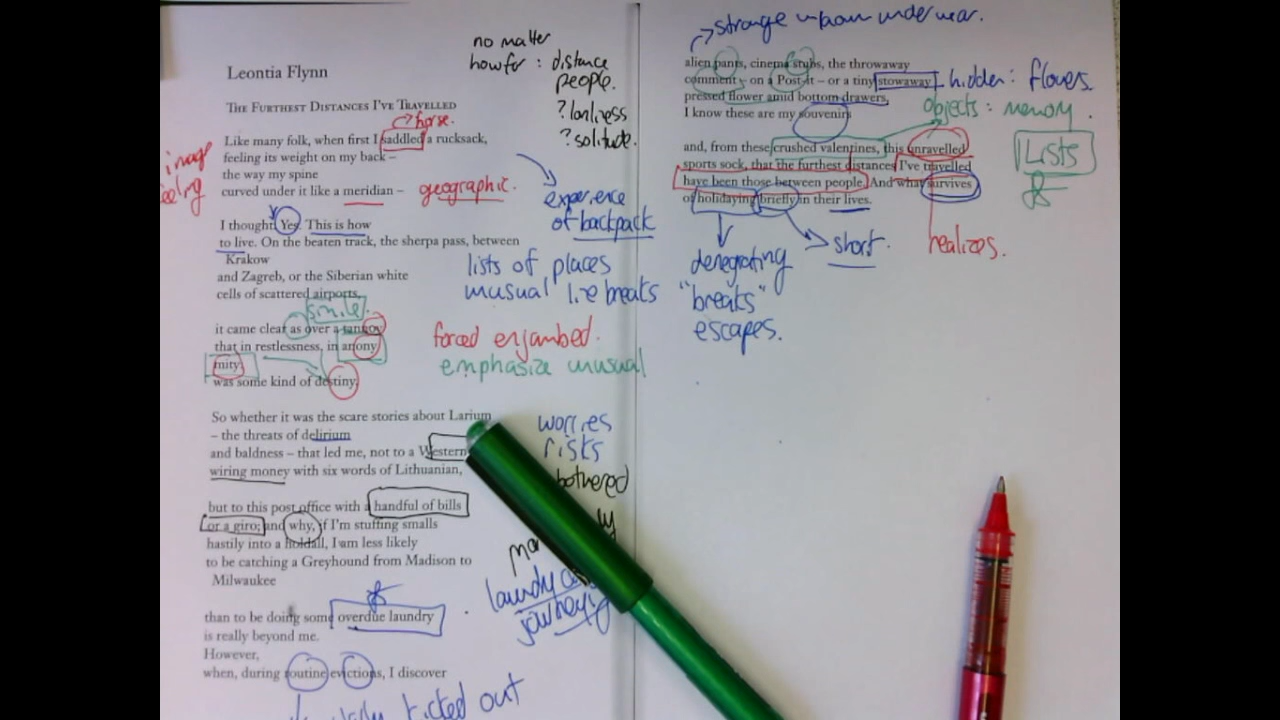 Leontia Flynn
THE FURTHEST DISTANCES I'VE TRAVELLED
Like many folk, when first I saddled a rucksack,
feeling its weight on my back –
the way my spine
curved under it like a meridian –
I thought: Yes. This is how
to live. On the beaten track, the sherpa pass, between
Krakow
and Zagreb, or the Siberian white
cells of scattered airports,
it came clear as over a tannoy
that in restlessness, in anony
mity:
was some kind of destiny.
So whether it was the scare stories about Larium
– the threats of delirium
and baldness – that led me, not to a Western
wiring money with six words of Lithuanian,
but to this post office with a handful of bills
or a giro; and why, if I'm stuffing smalls
hastily into a holdall, I am less likely
to be catching a Greyhound from Madison to
Milwaukee
than to be doing some overdue laundry
is really beyond me.
However,
when, during routine evictions, I discover
no matter
how far : distance
people.
? lonliness
? solitude.
horse.
image
geographic.
experience
of backpack
lists of places
unusual line breaks
simile.
forced enjambed.
emphasize unusual
worries
risks
bothered
laundry
journeying
kicked out
strange unknown underwear.
alien pants, cinema stubs, the throwaway
comment – on a Post-it – or a tiny stowaway
pressed flower amid bottom drawers,
I know these are my souvenirs
and, from these crushed valentines, this unravelled
sports sock, that the furthest distances I've travelled
have been those between people. And what survives
of holidaying briefly in their lives.
hidden : flowers.
objects : memory.
LISTS
denegrating
"breaks"
escapes.
short.
realizes.